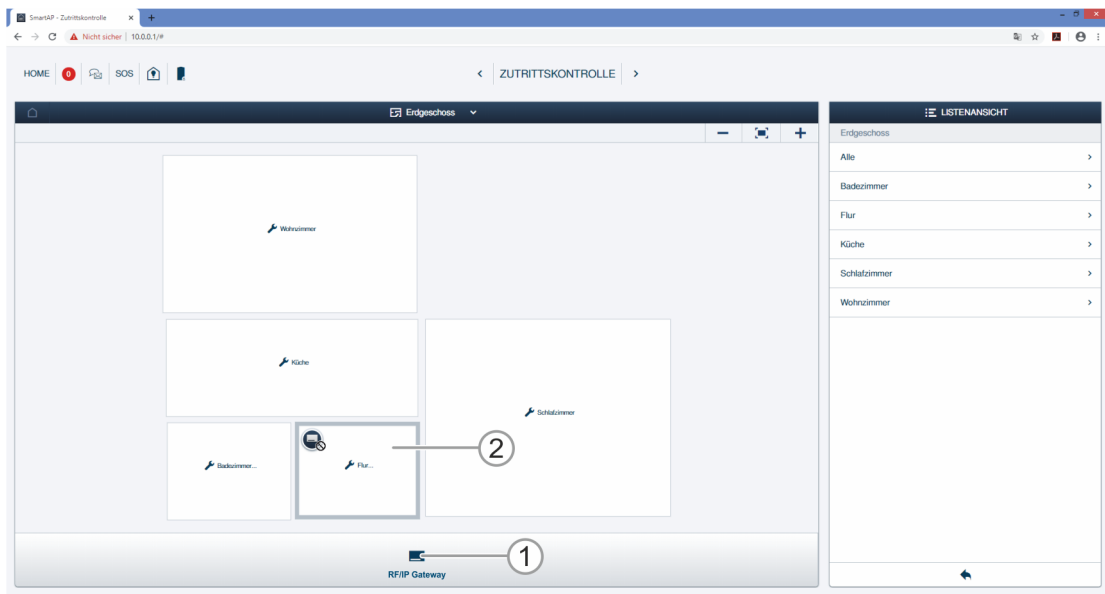 SmartAP - Zutrittskontrolle
Nicht sicher | 10.0.0.1/#
HOME 0 SOS
ZUTRITTSKONTROLLE
Erdgeschoss
LISTENANSICHT
Erdgeschoss
Alle
Badezimmer
Flur
Küche
Schlafzimmer
Wohnzimmer
Wohnzimmer
Küche
Schlafzimmer
Badezimmer...
Flur...
2
1
RF/IP Gateway